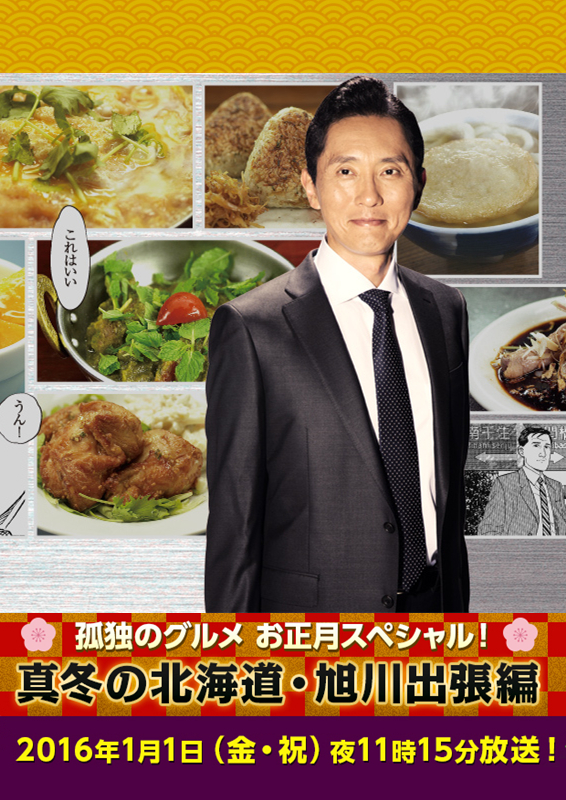 これはいい
うん！
孤独のグルメ お正月スペシャル！
真冬の北海道・旭川出張編
2016年1月1日（金・祝）夜11時15分放送！